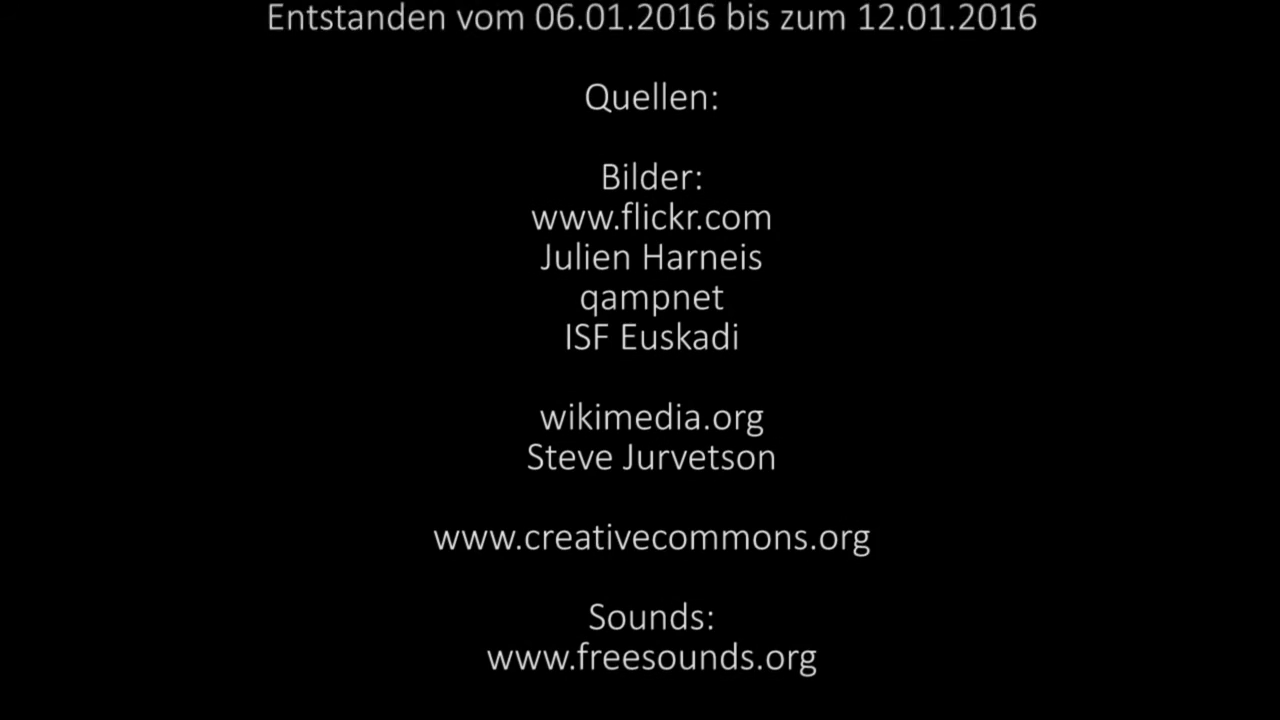 Entstanden vom 06.01.2016 bis zum 12.01.2016
Quellen:
Bilder:
www.flickr.com
Julien Harneis
qampnet
ISF Euskadi
wikimedia.org
Steve Jurvetson
www.creativecommons.org
Sounds:
www.freesounds.org